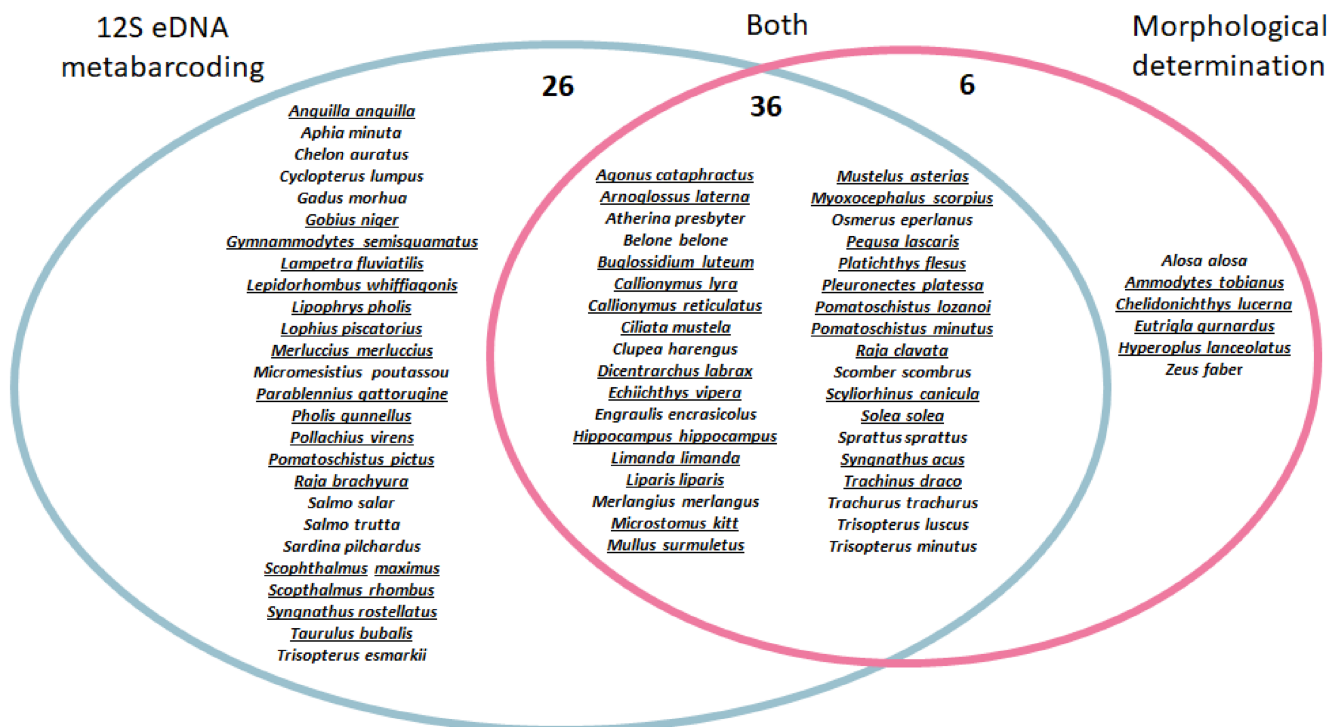 12S eDNA
metabarcoding
Both
Morphological
determination
26
36
6
Anguilla anguilla
Aphia minuta
Chelon auratus
Cyclopterus lumpus
Gadus morhua
Gobius niger
Gymnammodytes semisquamatus
Lampetra fluviatilis
Lepidorhombus whiffiagonis
Lipophrys pholis
Lophius piscatorius
Merluccius merluccius
Micromesistius poutassou
Parablennius gattorugine
Pholis gunnellus
Pollachius virens
Pomatoschistus pictus
Raja brachyura
Salmo salar
Salmo trutta
Sardina pilchardus
Scophthalmus maximus
Scopthalmus rhombus
Syngnathus rostellatus
Taurulus bubalis
Trisopterus esmarkii
Agonus cataphractus
Arnoglossus laterna
Atherina presbyter
Belone belone
Buglossidium luteum
Callionymus lyra
Callionymus reticulatus
Ciliata mustela
Clupea harengus
Dicentrarchus labrax
Echiichthys vipera
Engraulis encrasicolus
Hippocampus hippocampus
Limanda limanda
Liparis liparis
Merlangius merlangus
Microstomus kitt
Mullus surmuletus
Mustelus asterias
Myoxocephalus scorpius
Osmerus eperlanus
Pegusa lascaris
Platichthys flesus
Pleuronectes platessa
Pomatoschistus lozanoi
Pomatoschistus minutus
Raja clavata
Scomber scombrus
Scyliorhinus canicula
Solea solea
Sprattus sprattus
Syngnathus acus
Trachinus draco
Trachurus trachurus
Trisopterus luscus
Trisopterus minutus
Alosa alosa
Ammodytes tobianus
Chelidonichthys lucerna
Eutrigla gurnardus
Hyperoplus lanceolatus
Zeus faber